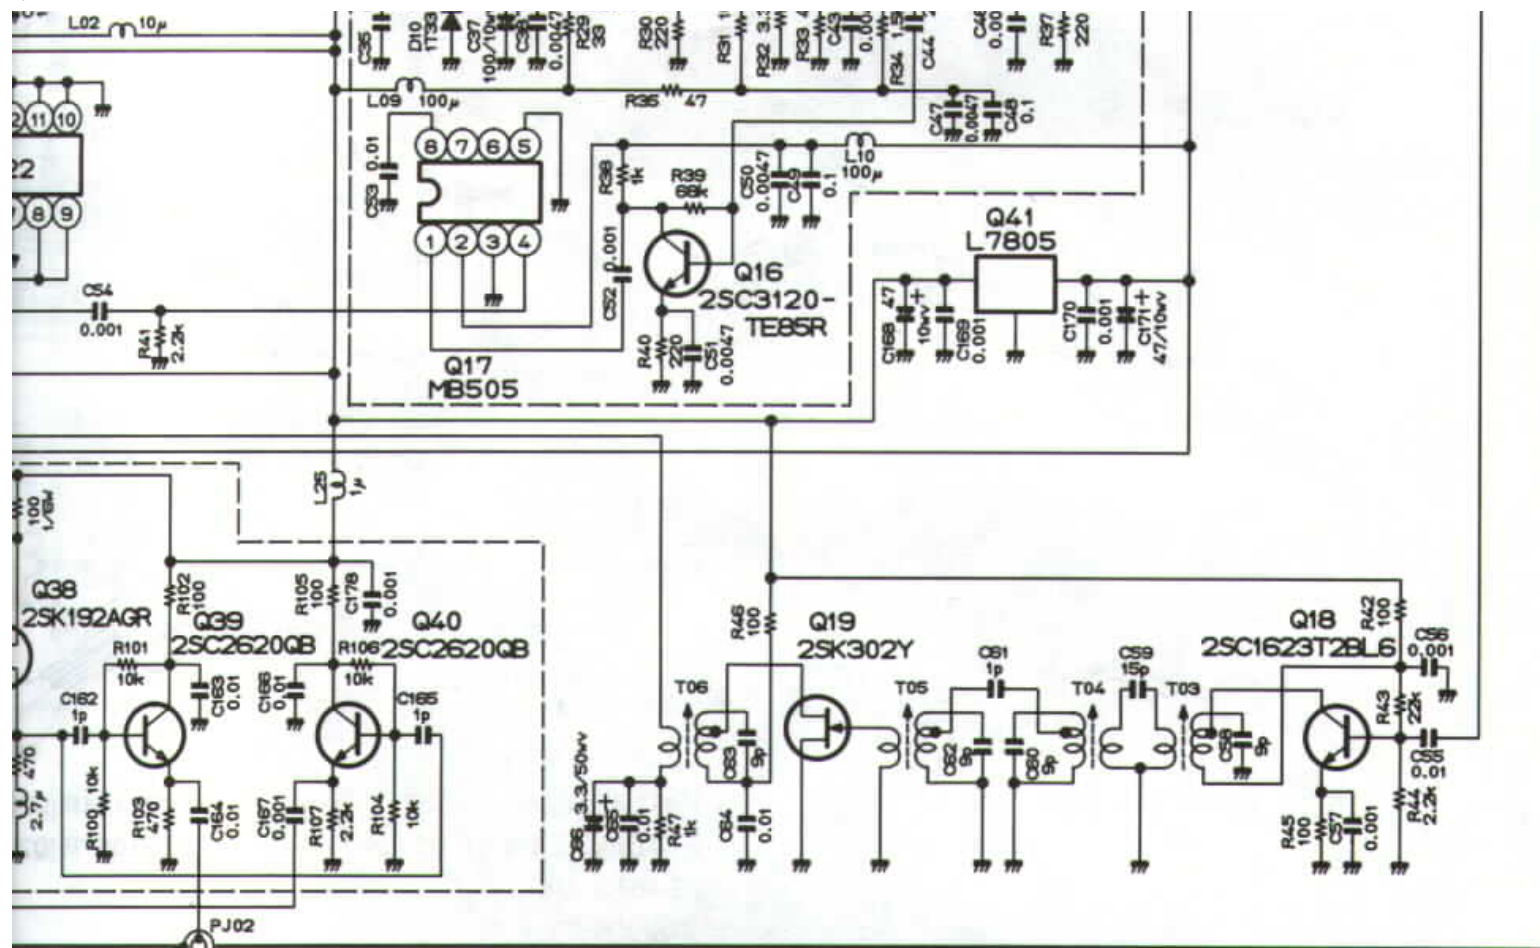 L02 10μ
C35
D10
1T33
C37
100/10wv
C38
0.0047
R29
33
R30
220
R31
R32
R33
C43
R34
C44
R37
220
L09 100μ
R35 47
C47
0.0047
C48
0.1
11 10
8 9
C53 0.01
8 7 6 5
1 2 3 4
R38
1k
R39
68k
C50
0.0047
C49
0.1
L10
100μ
C52 0.001
Q16
2SC3120-
TE85R
Q41
L7805
C168 47
10wv
C169
0.001
C170
0.001
C171
47/10wv
C54
0.001
R41
2.2k
R40
220
C51
0.0047
Q17
MB505
L25
1μ
100
1/6W
R102
100
R105
100
C178
0.001
Q38
2SK192AGR
Q39
2SC2620QB
Q40
2SC2620QB
R101
10k
R106
10k
C163
0.01
C166
0.01
C162
1p
C165
1p
470
2.7μ
R100 10k
R103
470
C164
0.01
C167
0.001
R107
2.2k
R104
10k
R46
100
Q19
2SK302Y
Q18
2SC1623T2BL6
R42
100
C56
0.001
C61
1p
C59
15p
T06
T05
T04
T03
R43
22k
C63
9p
C62
9p
C60
9p
C58
9p
C55
0.01
C66 3.3/50wv
C65
0.01
R47
1k
C64
0.01
R45
100
C57
0.001
R44
2.2k
PJ02